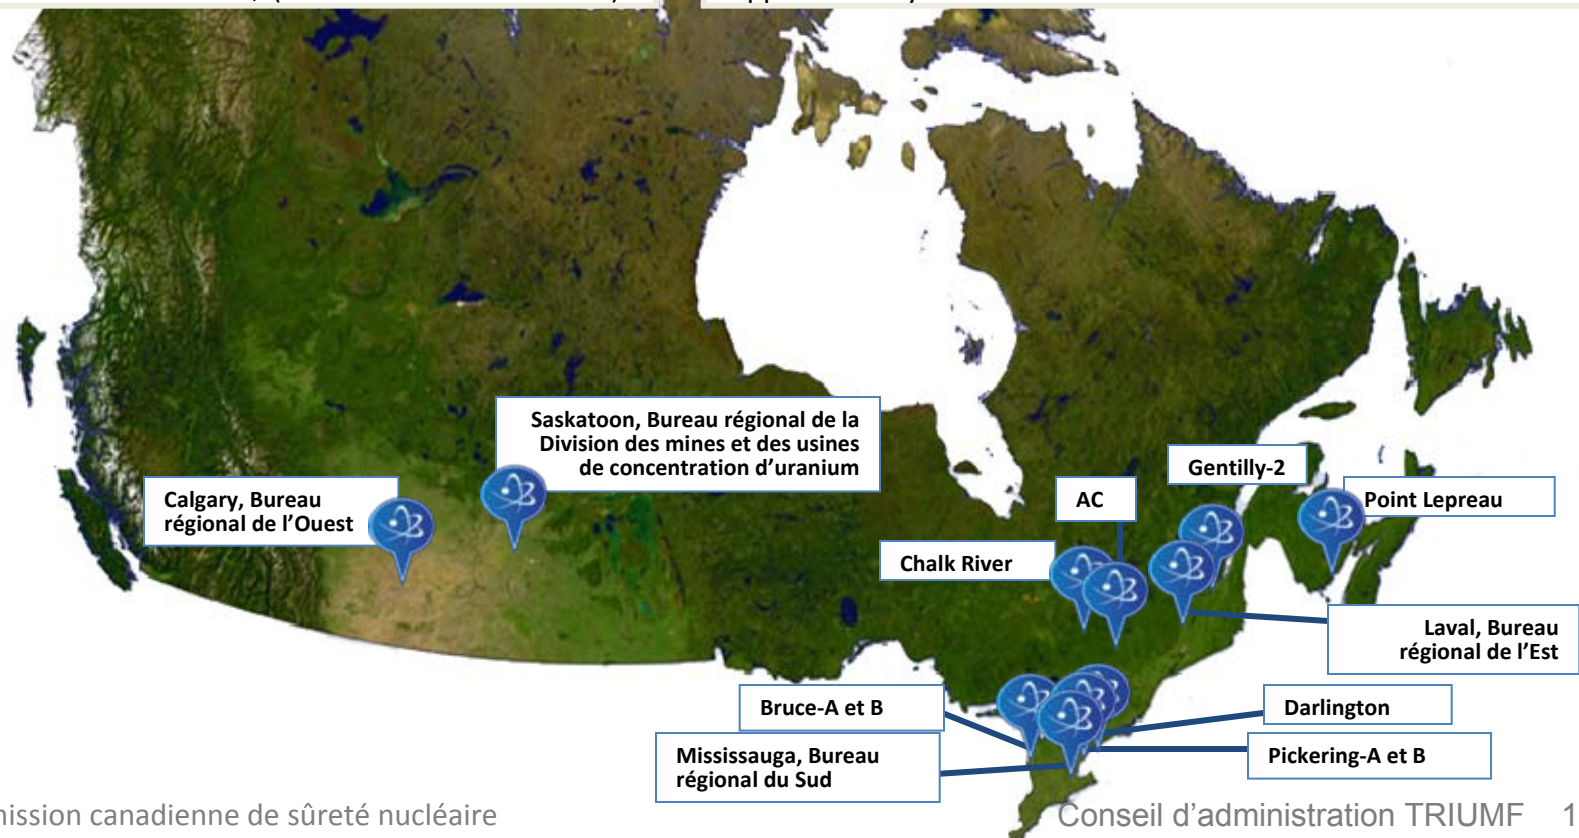 Saskatoon, Bureau régional de la
Division des mines et des usines
de concentration d’uranium
Gentilly-2
Calgary, Bureau
régional de l’Ouest
AC
Point Lepreau
Chalk River
Laval, Bureau
régional de l’Est
Bruce-A et B
Darlington
Mississauga, Bureau
régional du Sud
Pickering-A et B
mission canadienne de sûreté nucléaire
Conseil d’administration TRIUMF 1